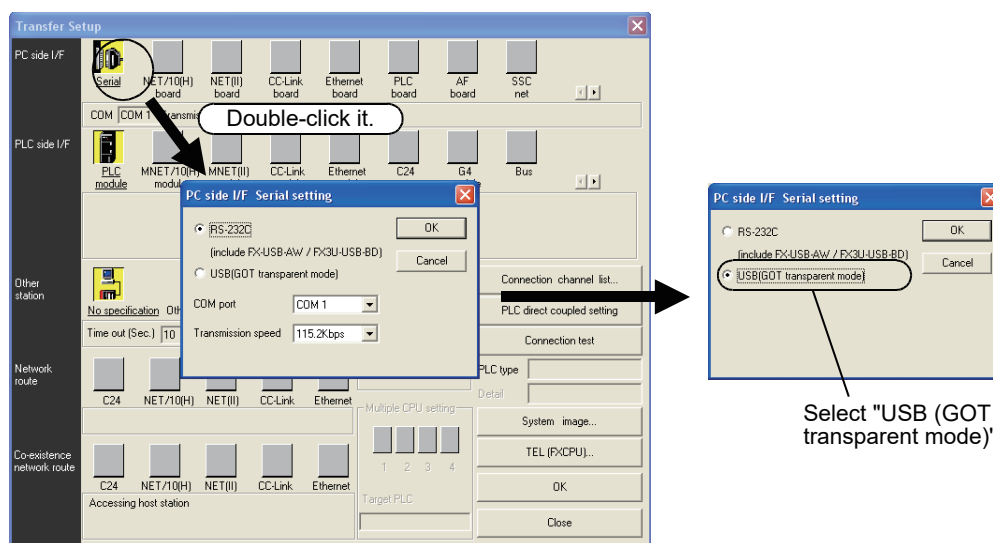 Transfer Setup
PC side I/F
Serial
NET/10(H) board
NET(II) board
CC-Link board
Ethernet board
PLC board
AF board
SSC net
COM COM 1
Double-click it.
PLC side I/F
PLC module
MNET/10(H)
MNET(II)
CC-Link
Ethernet
C24
G4
Bus
PC side I/F Serial setting
RS-232C
(include FX-USB-AW / FX3U-USB-BD)
USB(GOT transparent mode)
COM port COM 1
Transmission speed 115.2Kbps
OK
Cancel
Other station
No specification
Time out (Sec.) 10
Connection channel list...
PLC direct coupled setting
Connection test
PLC type
Detail
System image...
TEL (FXCPU)...
OK
Close
Network route
C24
NET/10(H)
NET(II)
CC-Link
Ethernet
Multiple CPU setting
1 2 3 4
Target PLC
Co-existence network route
C24
NET/10(H)
NET(II)
CC-Link
Ethernet
Accessing host station
PC side I/F Serial setting
RS-232C
(include FX-USB-AW / FX3U-USB-BD)
USB(GOT transparent mode)
OK
Cancel
Select "USB (GOT
transparent mode)"